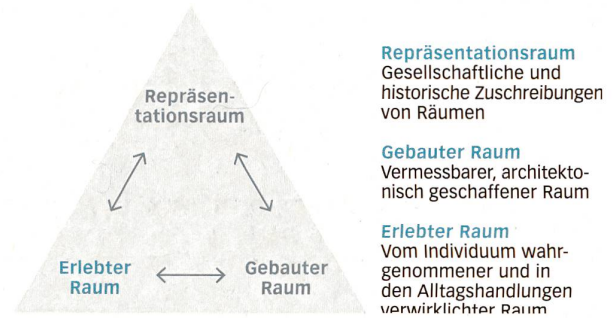 Repräsen-
tationsraum
Erlebter
Raum
Gebauter
Raum
Repräsentationsraum
Gesellschaftliche und
historische Zuschreibungen
von Räumen
Gebauter Raum
Vermessbarer, architekto-
nisch geschaffener Raum
Erlebter Raum
Vom Individuum wahr-
genommener und in
den Alltagshandlungen
verwirklichter Raum